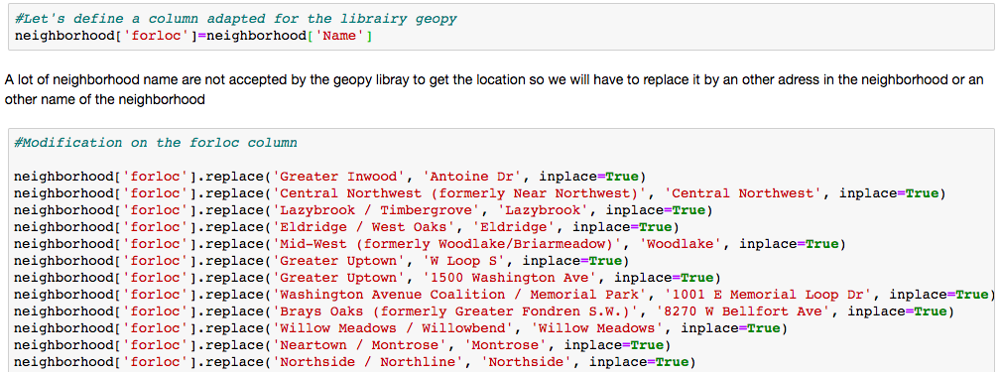 #Let's define a column adapted for the librairy geopy
neighborhood['forloc']=neighborhood['Name']
A lot of neighborhood name are not accepted by the geopy libray to get the location so we will have to replace it by an other adress in the neighborhood or an
other name of the neighborhood
#Modification on the forloc column
neighborhood['forloc'].replace('Greater Inwood', 'Antoine Dr', inplace=True)
neighborhood['forloc'].replace('Central Northwest (formerly Near Northwest)', 'Central Northwest', inplace=True)
neighborhood['forloc'].replace('Lazybrook / Timbergrove', 'Lazybrook', inplace=True)
neighborhood['forloc'].replace('Eldridge / West Oaks', 'Eldridge', inplace=True)
neighborhood['forloc'].replace('Mid-West (formerly Woodlake/Briarmeadow)', 'Woodlake', inplace=True)
neighborhood['forloc'].replace('Greater Uptown', 'W Loop S', inplace=True)
neighborhood['forloc'].replace('Greater Uptown', '1500 Washington Ave', inplace=True)
neighborhood['forloc'].replace('Washington Avenue Coalition / Memorial Park', '1001 E Memorial Loop Dr', inplace=True)
neighborhood['forloc'].replace('Brays Oaks (formerly Greater Fondren S.W.)', '8270 W Bellfort Ave', inplace=True)
neighborhood['forloc'].replace('Willow Meadows / Willowbend', 'Willow Meadows', inplace=True)
neighborhood['forloc'].replace('Neartown / Montrose', 'Montrose', inplace=True)
neighborhood['forloc'].replace('Northside / Northline', 'Northside', inplace=True)